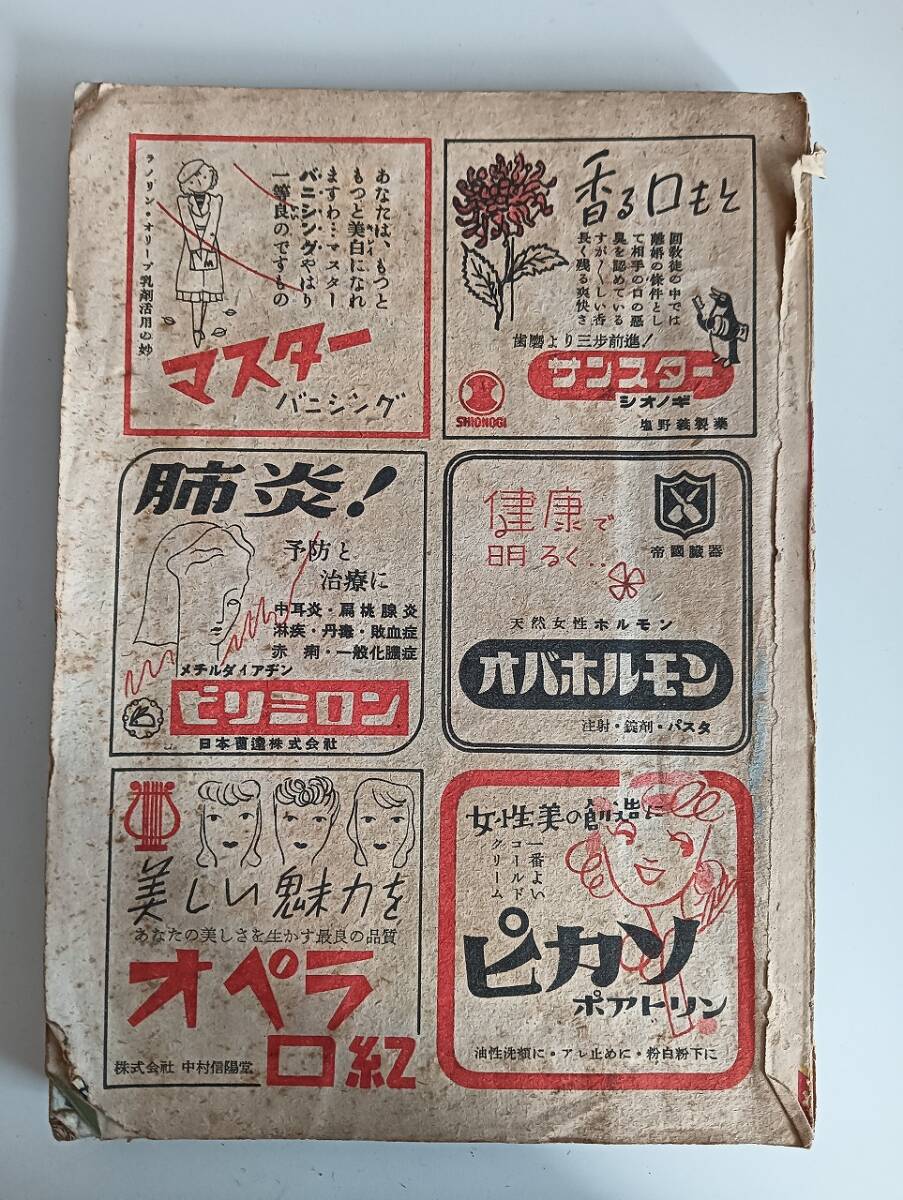 香る口もと
回教徒の中では
離婚の條件とし
て相手の口の悪
臭を認めている
すが〱しい香
長く残る爽快さ
歯磨より三歩前進!
サンスター
シオノギ
SHIONOGI
塩野義製薬
あなたは、もっと
もつと美白になれ
ますわ…マスター
バニシングやはり
一等良のですもの
ラノリン・オリーブ乳剤活用の妙
マスター
バニシング
肺炎!
予防と
治療に
中耳炎・扁桃腺炎
淋疾・丹毒・敗血症
赤痢・一般化膿症
メチルダイアヂン
ピリミロン
日本曹達株式会社
健康で
明るく..
帝國臓器
天然女性ホルモン
オバホルモン
注射・錠剤・パスタ
美しい魅力を
あなたの美しさを生かす最良の品質
オペラ
口紅
株式会社 中村信陽堂
女性美の創造に
一番よい
コールド
クリーム
ピカソ
ポアトリン
油性洗顔に・アレ止めに・粉白粉下に